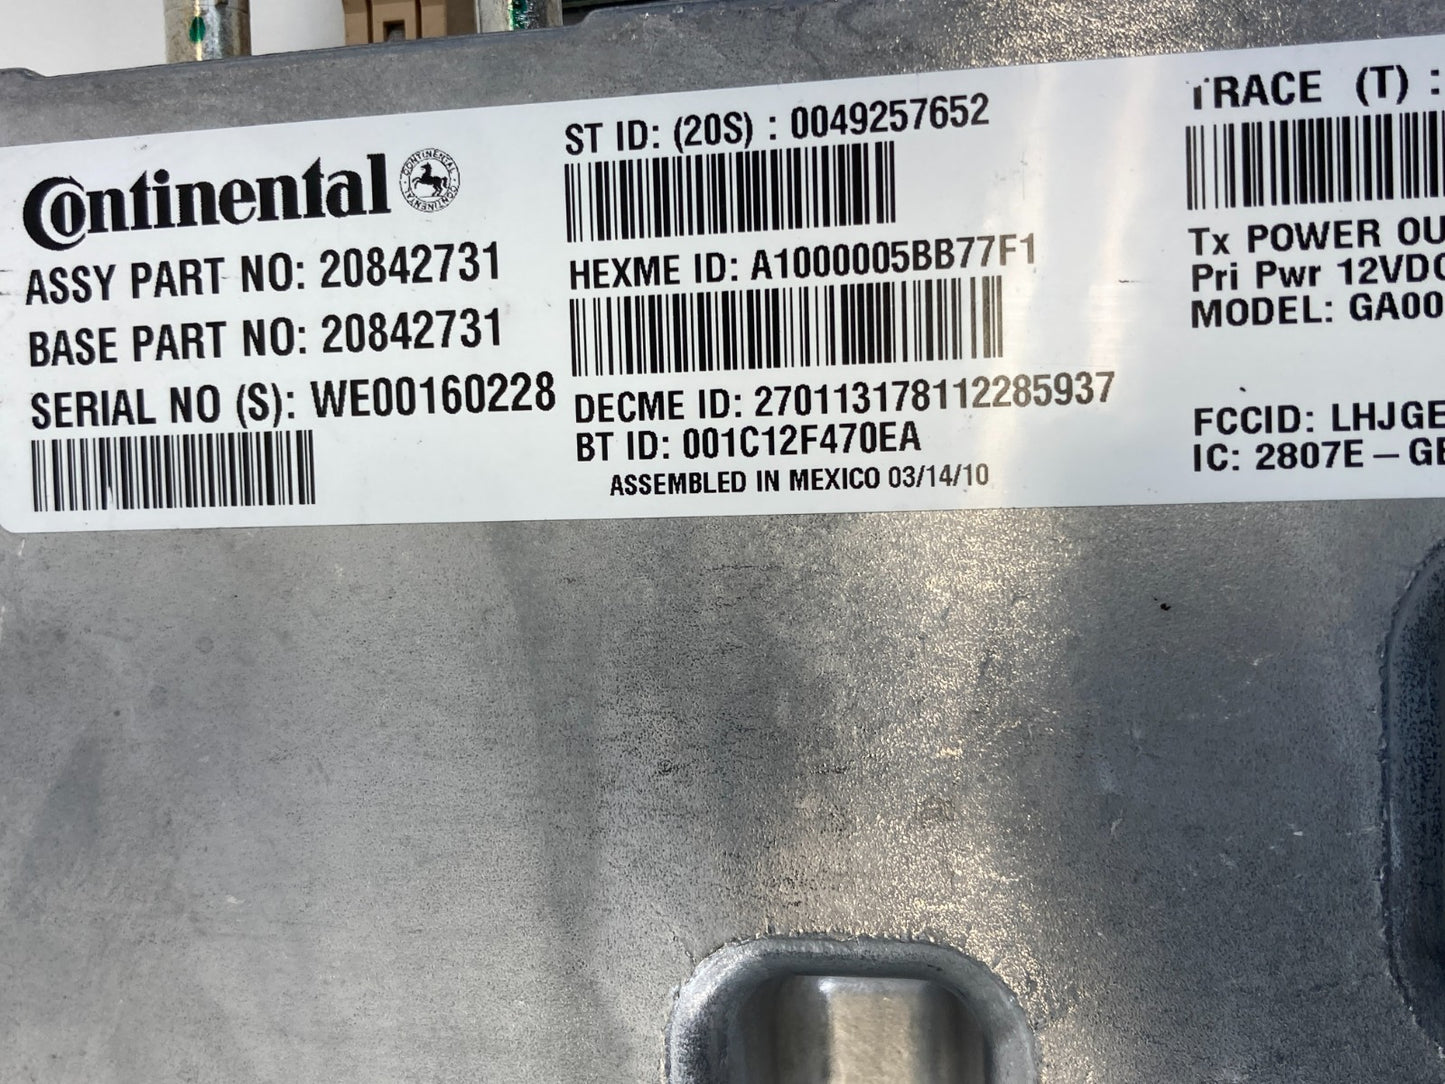 Continental
CONTINENTAL CONTINENTAL
ASSY PART NO: 20842731
BASE PART NO: 20842731
SERIAL NO (S): WE00160228
ST ID: (20S) : 0049257652
HEXME ID: A1000005BB77F1
DECME ID: 270113178112285937
BT ID: 001C12F470EA
ASSEMBLED IN MEXICO 03/14/10
TRACE (T) :
Tx POWER OU
Pri Pwr 12VDC
MODEL: GA00
FCCID: LHJGE
IC: 2807E-GE